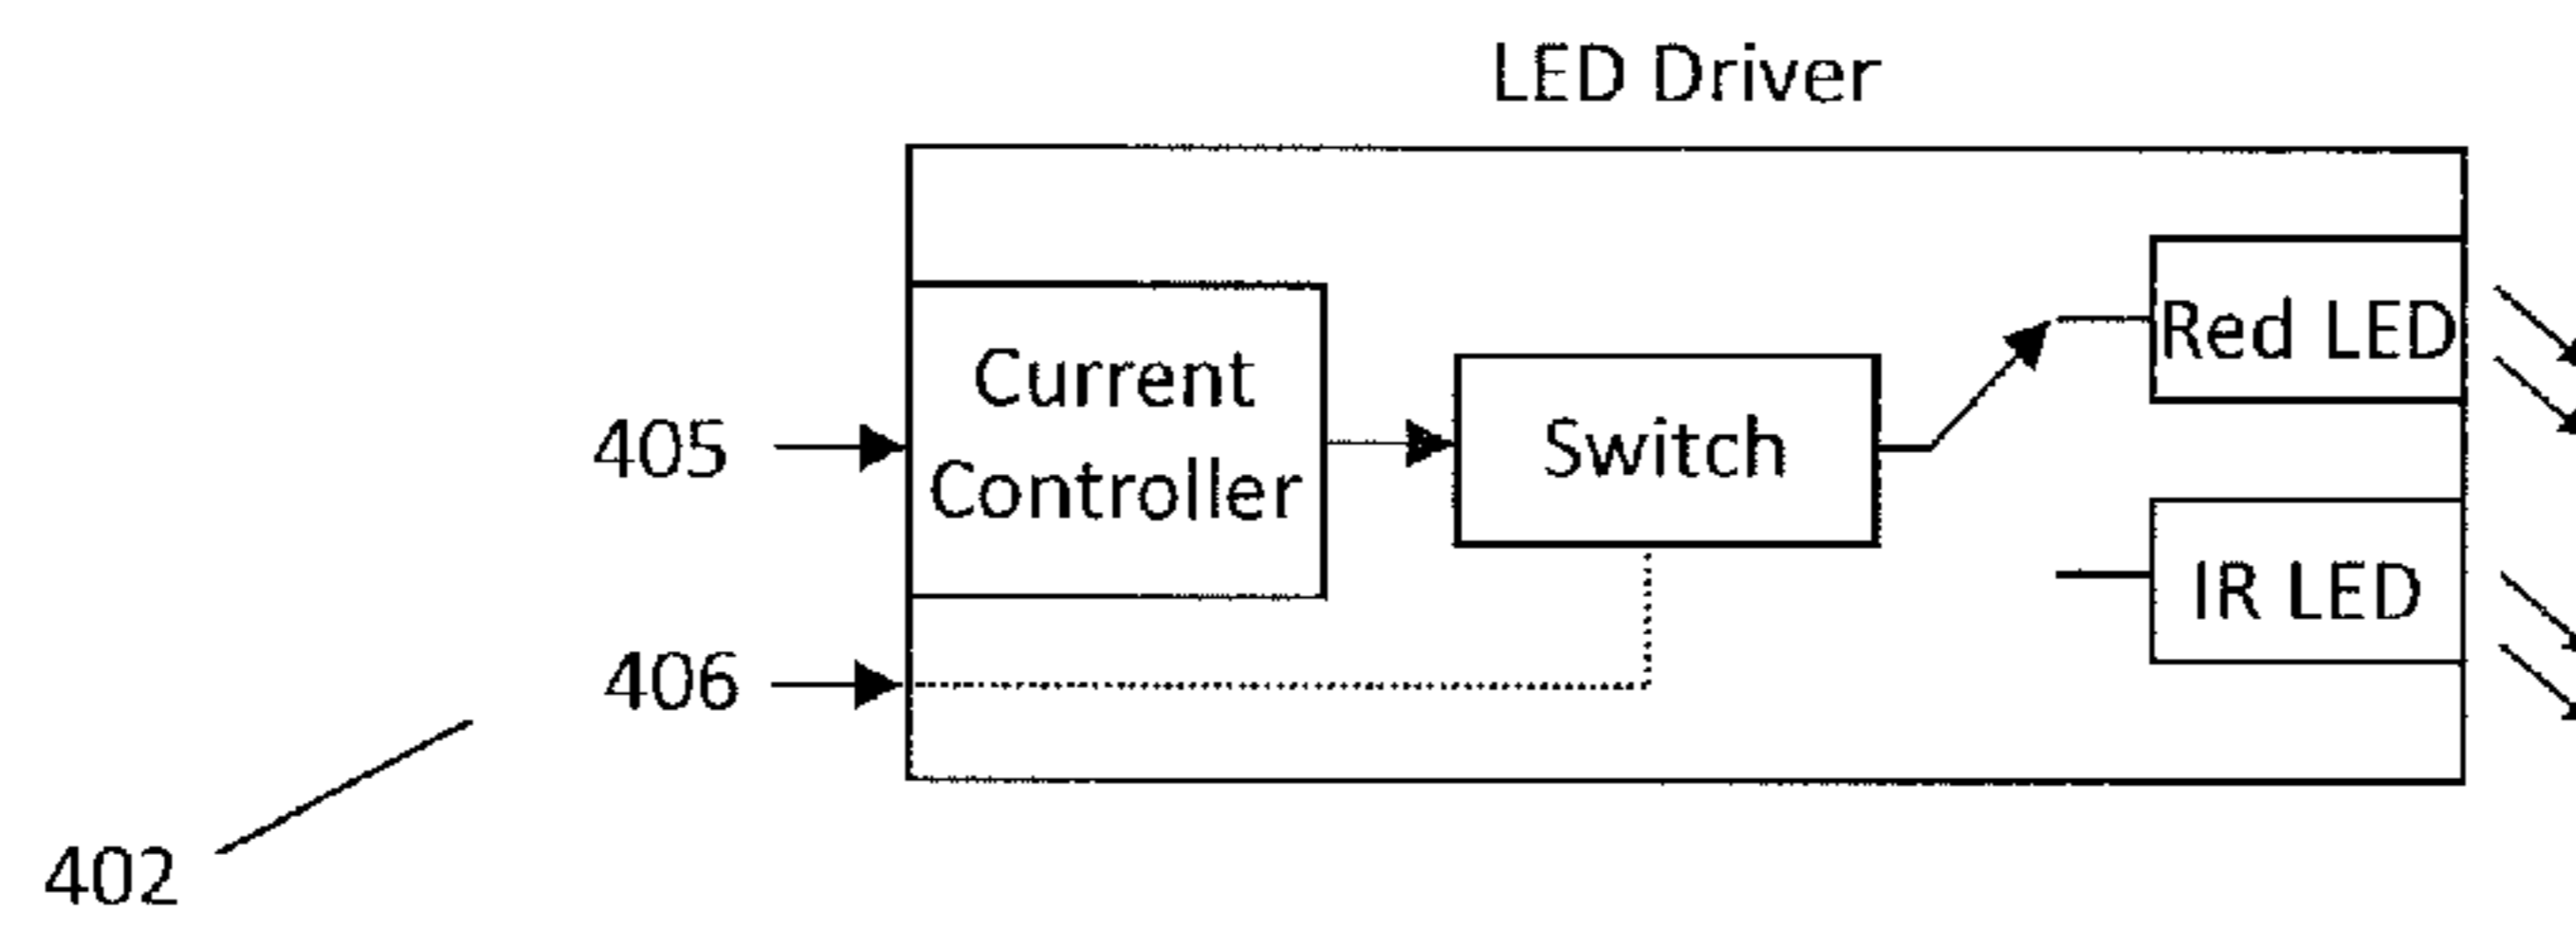 LED Driver
Current
Controller
Switch
Red LED
IR LED
405
406
402